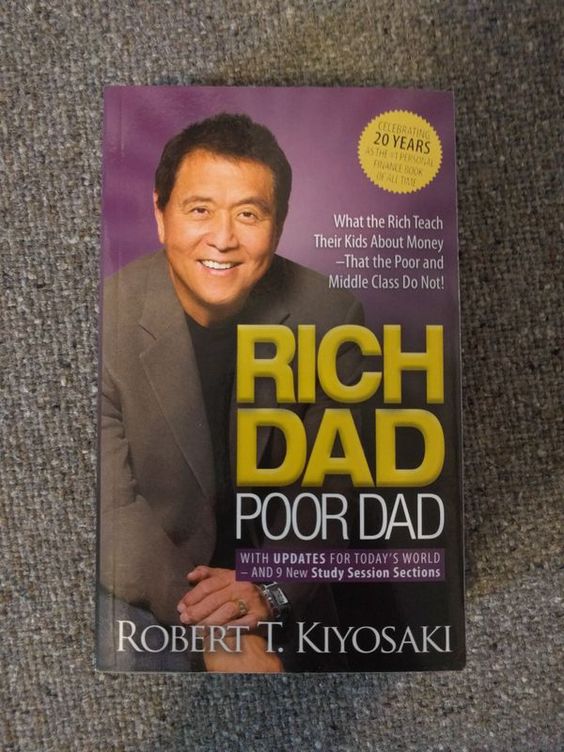 CELEBRATING
20 YEARS
AS THE #1 PERSONAL
FINANCE BOOK
OF ALL TIME
What the Rich Teach
Their Kids About Money
–That the Poor and
Middle Class Do Not!
RICH
DAD
POOR DAD
WITH UPDATES FOR TODAY'S WORLD
– AND 9 New Study Session Sections
ROBERT T. KIYOSAKI